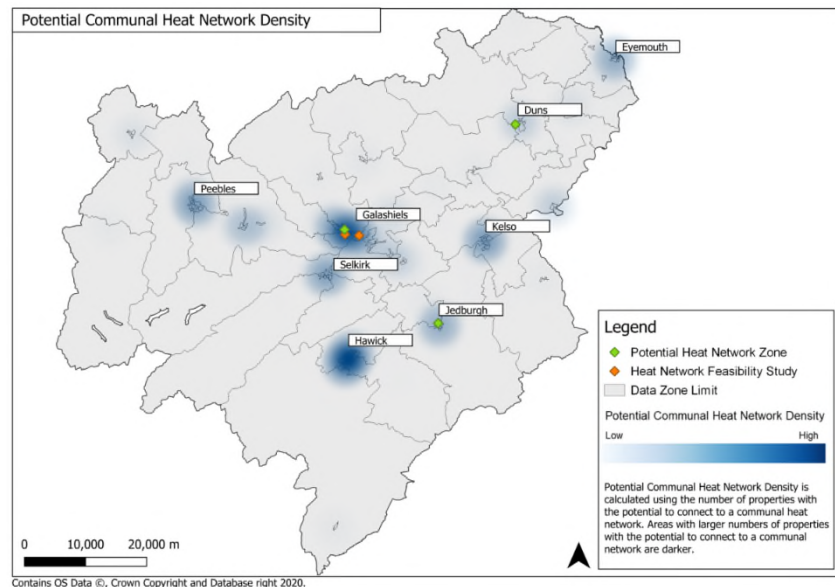 Potential Communal Heat Network Density
Eyemouth
Duns
Peebles
Galashiels
Kelso
Selkirk
Jedburgh
Hawick
Legend
Potential Heat Network Zone
Heat Network Feasibility Study
Data Zone Limit
Potential Communal Heat Network Density
Low High
Potential Communal Heat Network Density is
calculated using the number of properties with
the potential to connect to a communal heat
network. Areas with larger numbers of properties
with the potential to connect to a communal
network are darker.
0 10,000 20,000 m
Contains OS Data ©, Crown Copyright and Database right 2020.